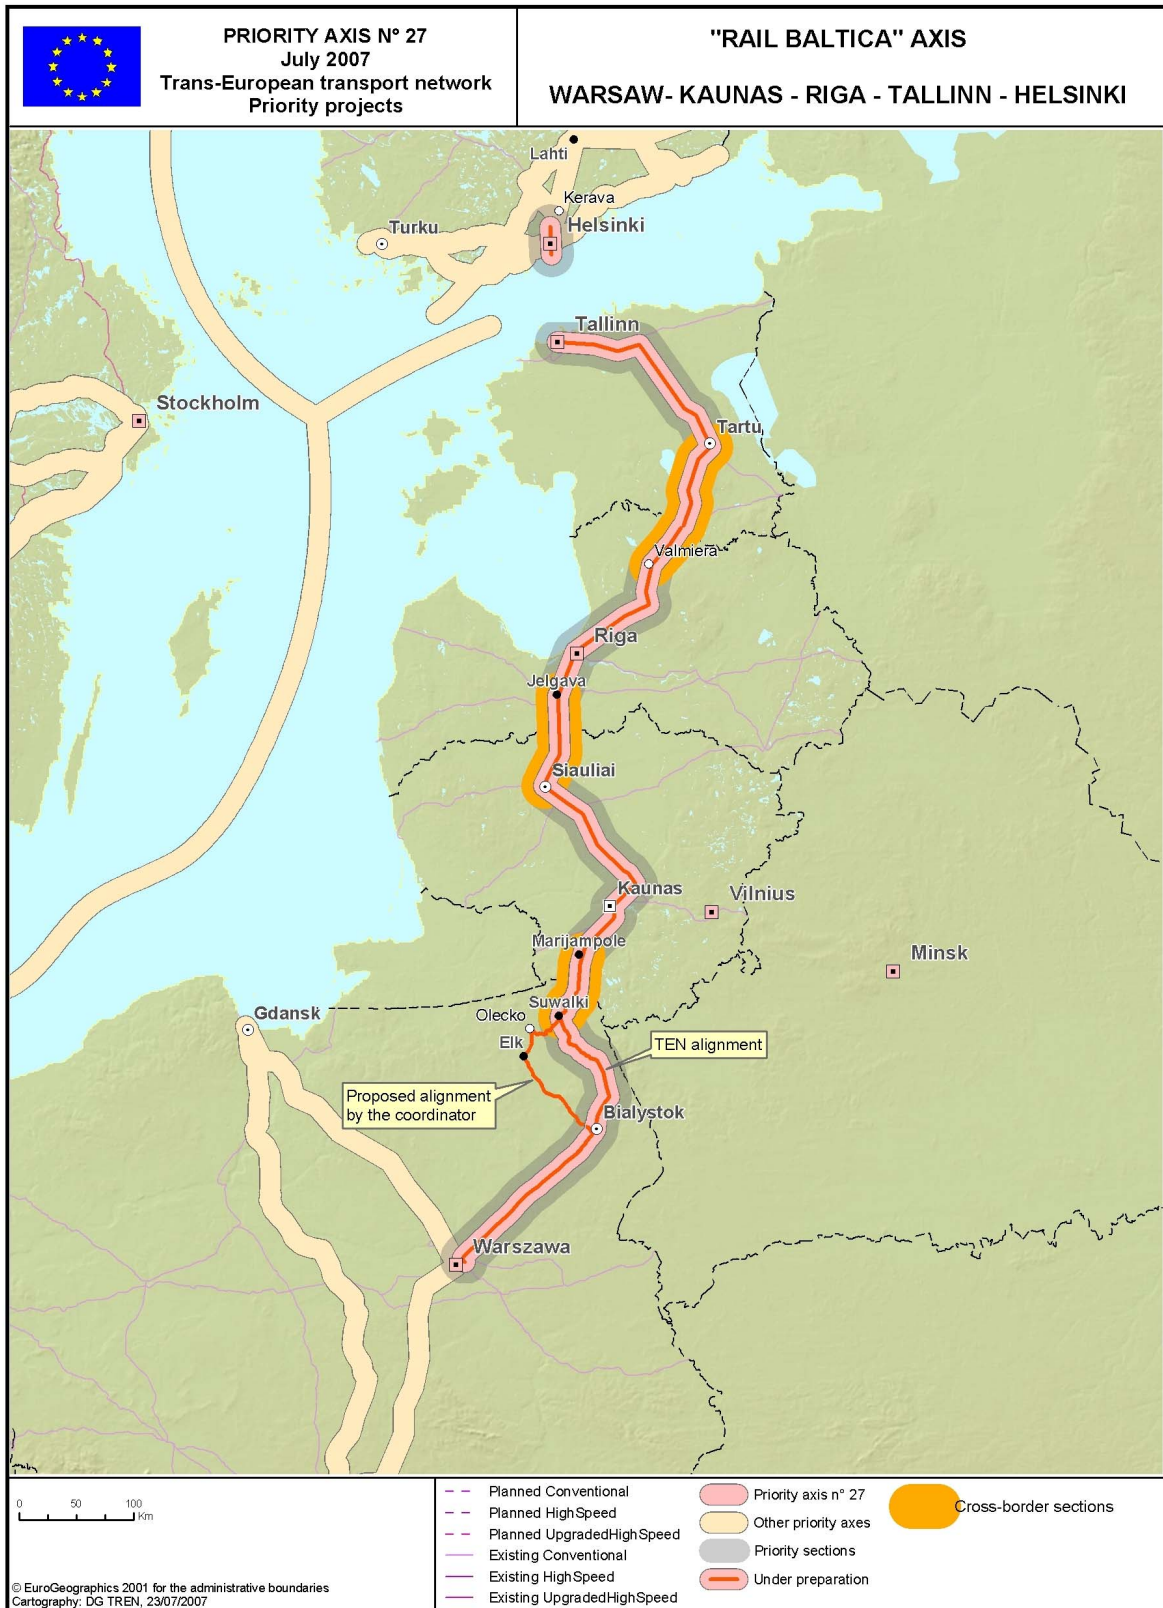 PRIORITY AXIS N° 27
July 2007
Trans-European transport network
Priority projects
"RAIL BALTICA" AXIS
WARSAW- KAUNAS - RIGA - TALLINN - HELSINKI
Lahti
Kerava
Helsinki
Turku
Tallinn
Stockholm
Tartu
Valmiera
Riga
Jelgava
Siauliai
Kaunas
Vilnius
Marijampole
Minsk
Suwalki
Olecko
Gdansk
Elk
TEN alignment
Proposed alignment
by the coordinator
Bialystok
Warszawa
0 50 100
Km
© EuroGeographics 2001 for the administrative boundaries
Cartography: DG TREN, 23/07/2007
Planned Conventional
Planned HighSpeed
Planned UpgradedHighSpeed
Existing Conventional
Existing HighSpeed
Existing UpgradedHighSpeed
Priority axis n° 27
Other priority axes
Priority sections
Under preparation
Cross-border sections